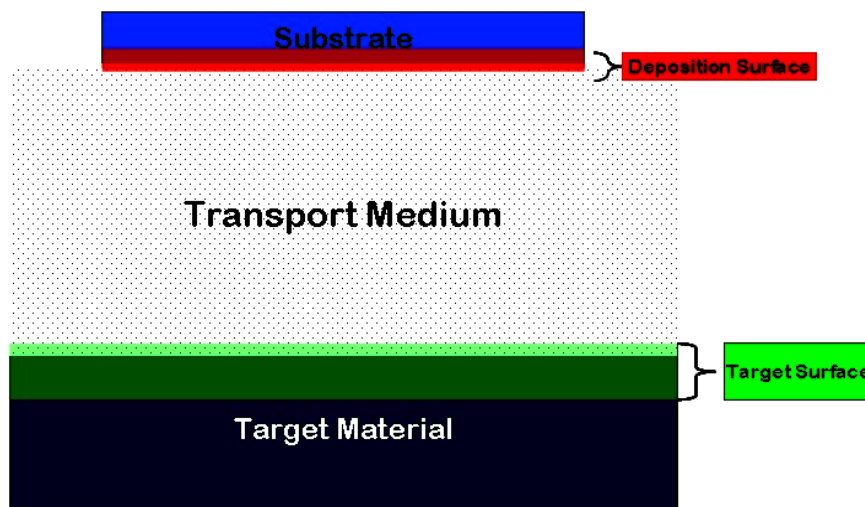 Substrate
Deposition Surface
Transport Medium
Target Surface
Target Material